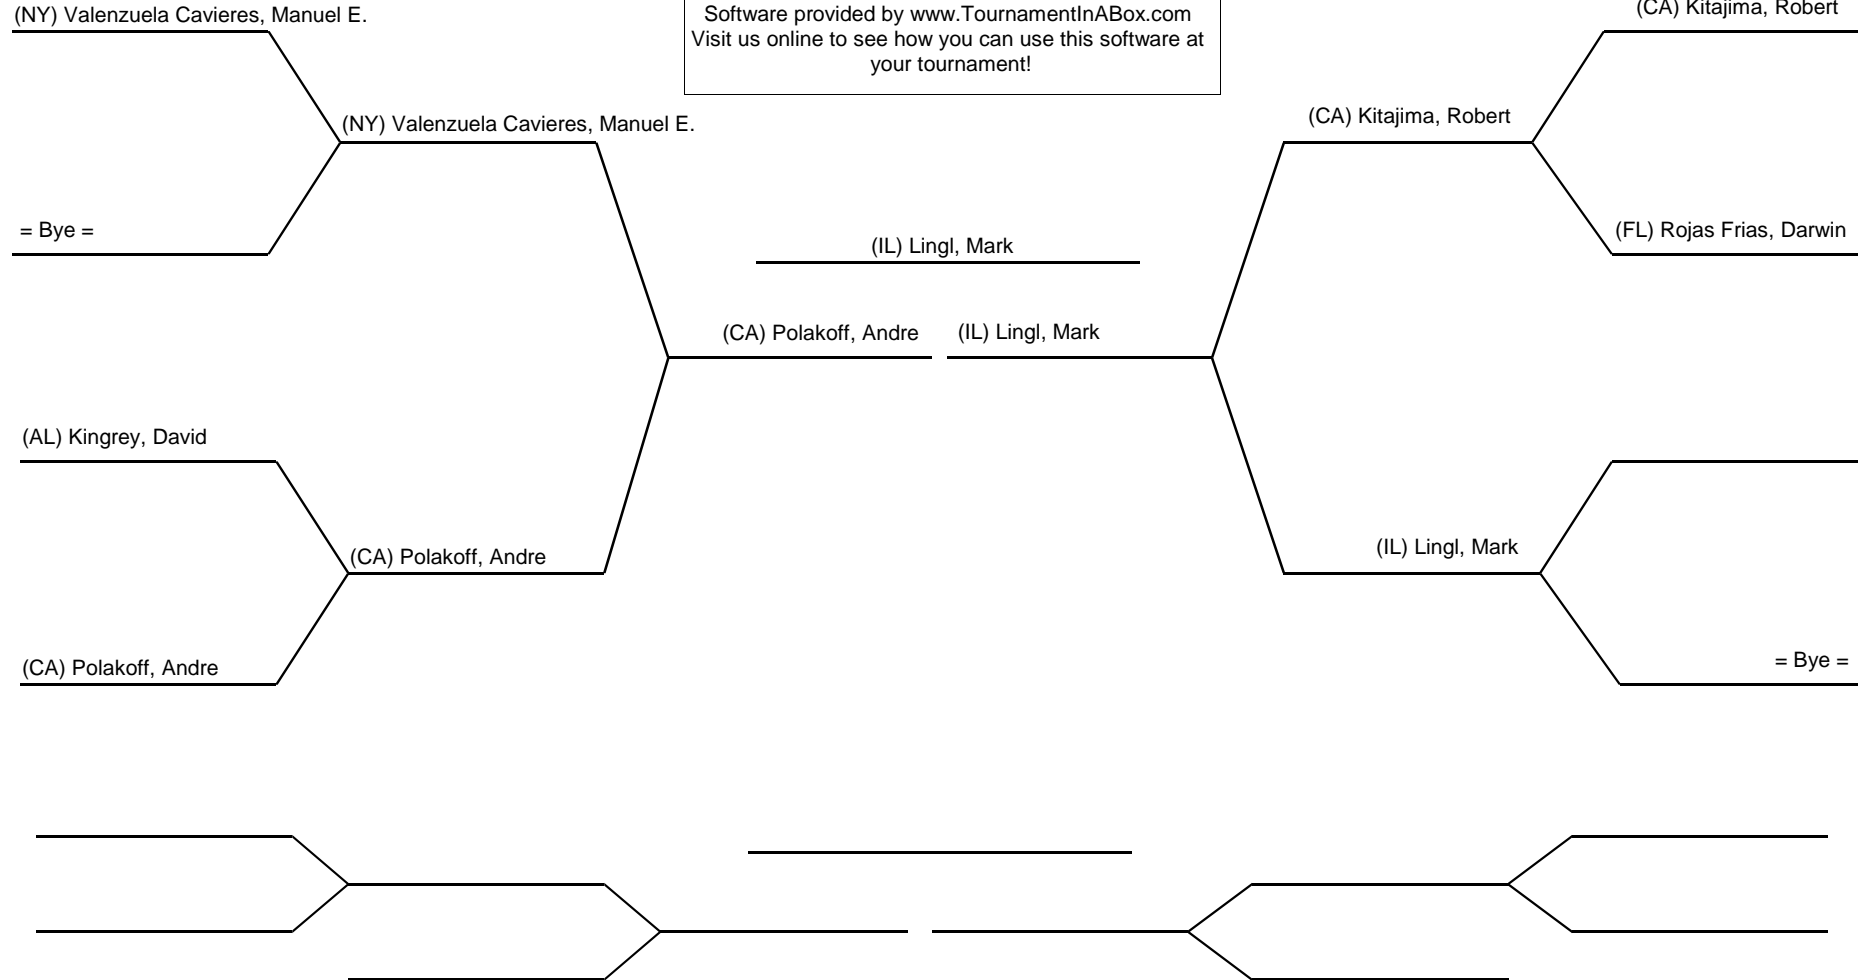 (NY) Valenzuela Cavieres, Manuel E.
Software provided by www.TournamentInABox.com
Visit us online to see how you can use this software at
your tournament!
(CA) Kitajima, Robert
(NY) Valenzuela Cavieres, Manuel E.
(CA) Kitajima, Robert
= Bye =
(IL) Lingl, Mark
(FL) Rojas Frias, Darwin
(CA) Polakoff, Andre
(IL) Lingl, Mark
(AL) Kingrey, David
(CA) Polakoff, Andre
(IL) Lingl, Mark
(CA) Polakoff, Andre
= Bye =